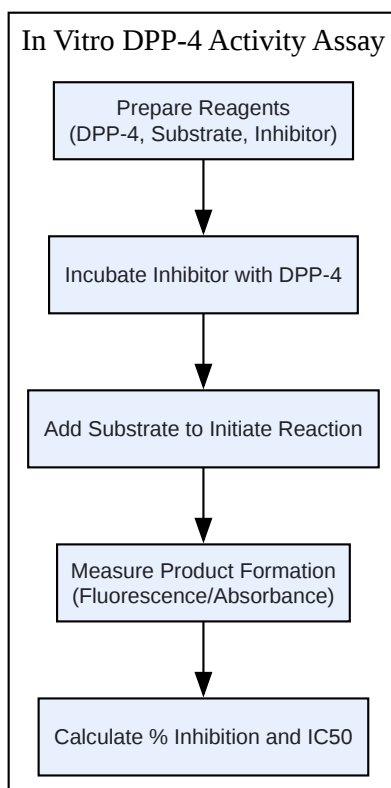 In Vitro DPP-4 Activity Assay
Prepare Reagents
(DPP-4, Substrate, Inhibitor)
Incubate Inhibitor with DPP-4
Add Substrate to Initiate Reaction
Measure Product Formation
(Fluorescence/Absorbance)
Calculate % Inhibition and IC50